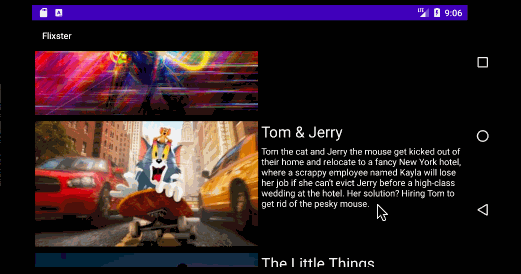 LTE 9:06
Flixster
Tom & Jerry
Tom the cat and Jerry the mouse get kicked out of
their home and relocate to a fancy New York hotel,
where a scrappy employee named Kayla will lose
her job if she can't evict Jerry before a high-class
wedding at the hotel. Her solution? Hiring Tom to
get rid of the pesky mouse.
The Little Things